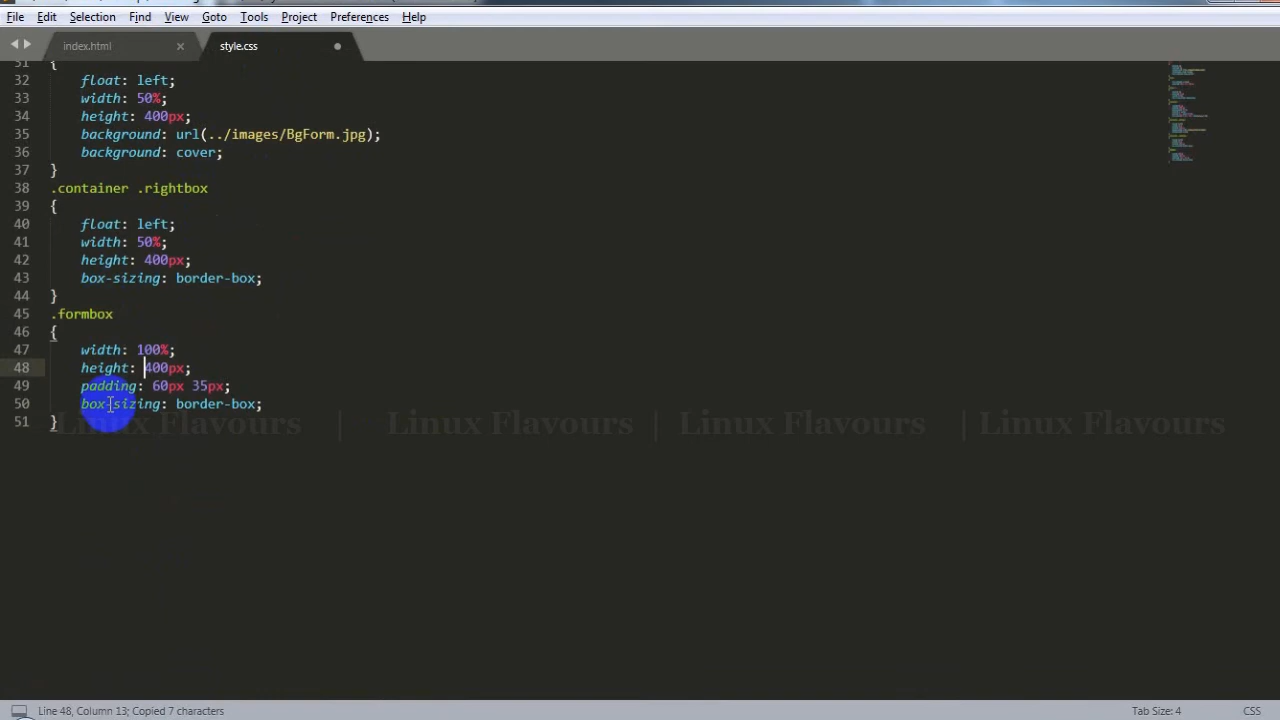 File Edit Selection Find View Goto Tools Project Preferences Help
index.html × style.css
31 {
32 float: left;
33 width: 50%;
34 height: 400px;
35 background: url(../images/BgForm.jpg);
36 background: cover;
37 }
38 .container .rightbox
39 {
40 float: left;
41 width: 50%;
42 height: 400px;
43 box-sizing: border-box;
44 }
45 .formbox
46 {
47 width: 100%;
48 height: 400px;
49 padding: 60px 35px;
50 box-sizing: border-box;
51 }
Linux Flavours | Linux Flavours | Linux Flavours | Linux Flavours
Line 48, Column 13; Copied 7 characters Tab Size: 4 CSS